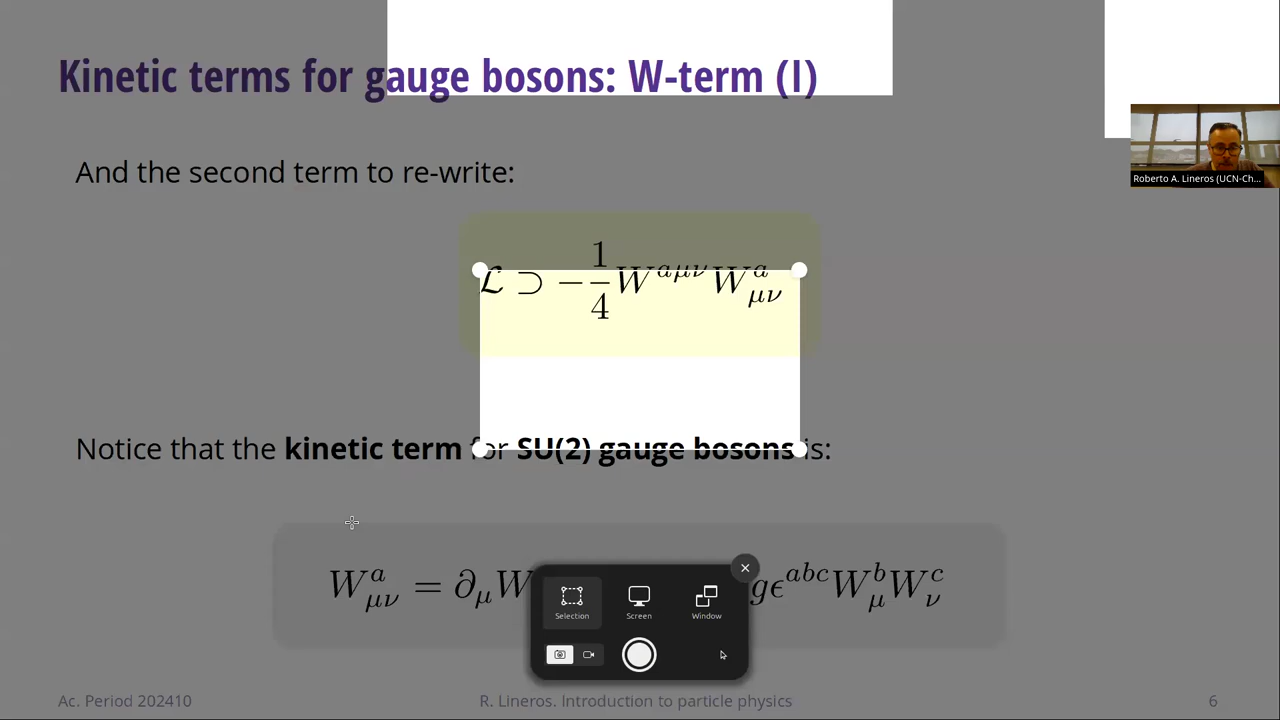 Kinetic terms for gauge bosons: W-term (I)
Roberto A. Lineros (UCN-Ch...
And the second term to re-write:
ℒ ⊃ −1/4 W^{aμν} W^a_{μν}
Notice that the kinetic term for SU(2) gauge bosons is:
W^a_{μν} = ∂_μ W
gε^{abc} W^b_μ W^c_ν
Selection
Screen
Window
Ac. Period 202410
R. Lineros. Introduction to particle physics
6